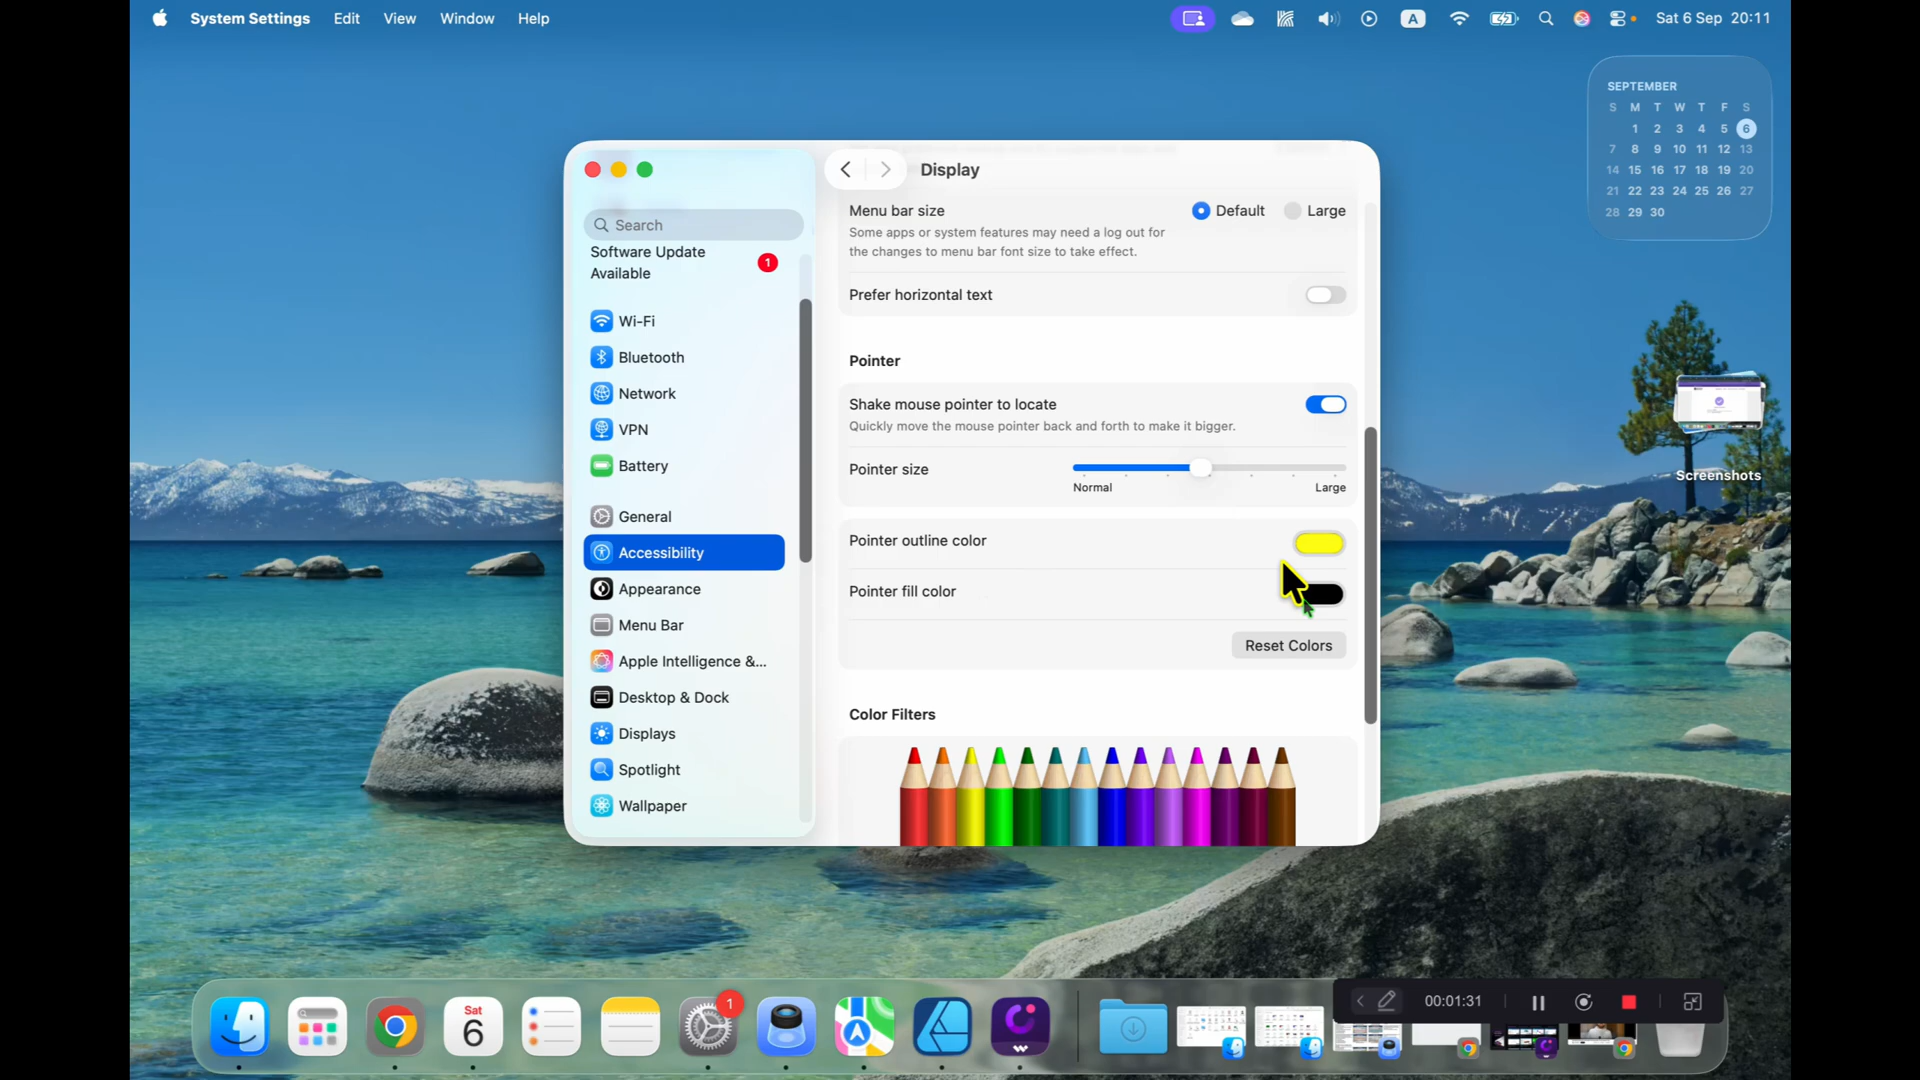 System Settings Edit View Window Help
A Sat 6 Sep 20:11
SEPTEMBER
S M T W T F S
1 2 3 4 5 6
7 8 9 10 11 12 13
14 15 16 17 18 19 20
21 22 23 24 25 26 27
28 29 30
Screenshots
Search
Software Update
Available
1
Wi-Fi
Bluetooth
Network
VPN
Battery
General
Accessibility
Appearance
Menu Bar
Apple Intelligence &...
Desktop & Dock
Displays
Spotlight
Wallpaper
Display
Menu bar size
Default Large
Some apps or system features may need a log out for
the changes to menu bar font size to take effect.
Prefer horizontal text
Pointer
Shake mouse pointer to locate
Quickly move the mouse pointer back and forth to make it bigger.
Pointer size
Normal Large
Pointer outline color
Pointer fill color
Reset Colors
Color Filters
00:01:31
Sat
6
1